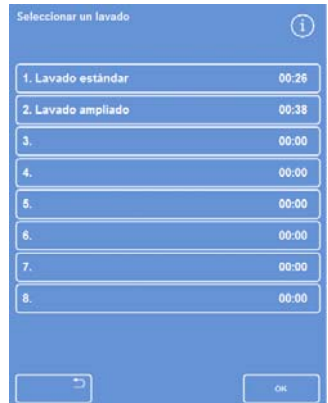 Seleccionar un lavado
1. Lavado estándar 00:26
2. Lavado ampliado 00:38
3. 00:00
4. 00:00
5. 00:00
6. 00:00
7. 00:00
8. 00:00
OK